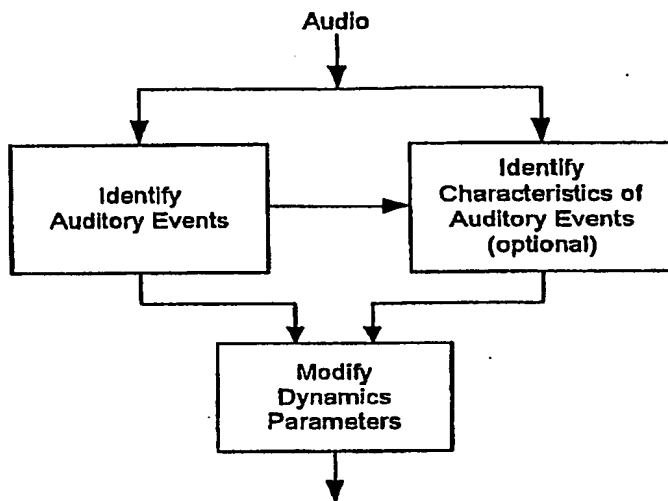 Audio
Identify
Auditory Events
Identify
Characteristics of
Auditory Events
(optional)
Modify
Dynamics
Parameters